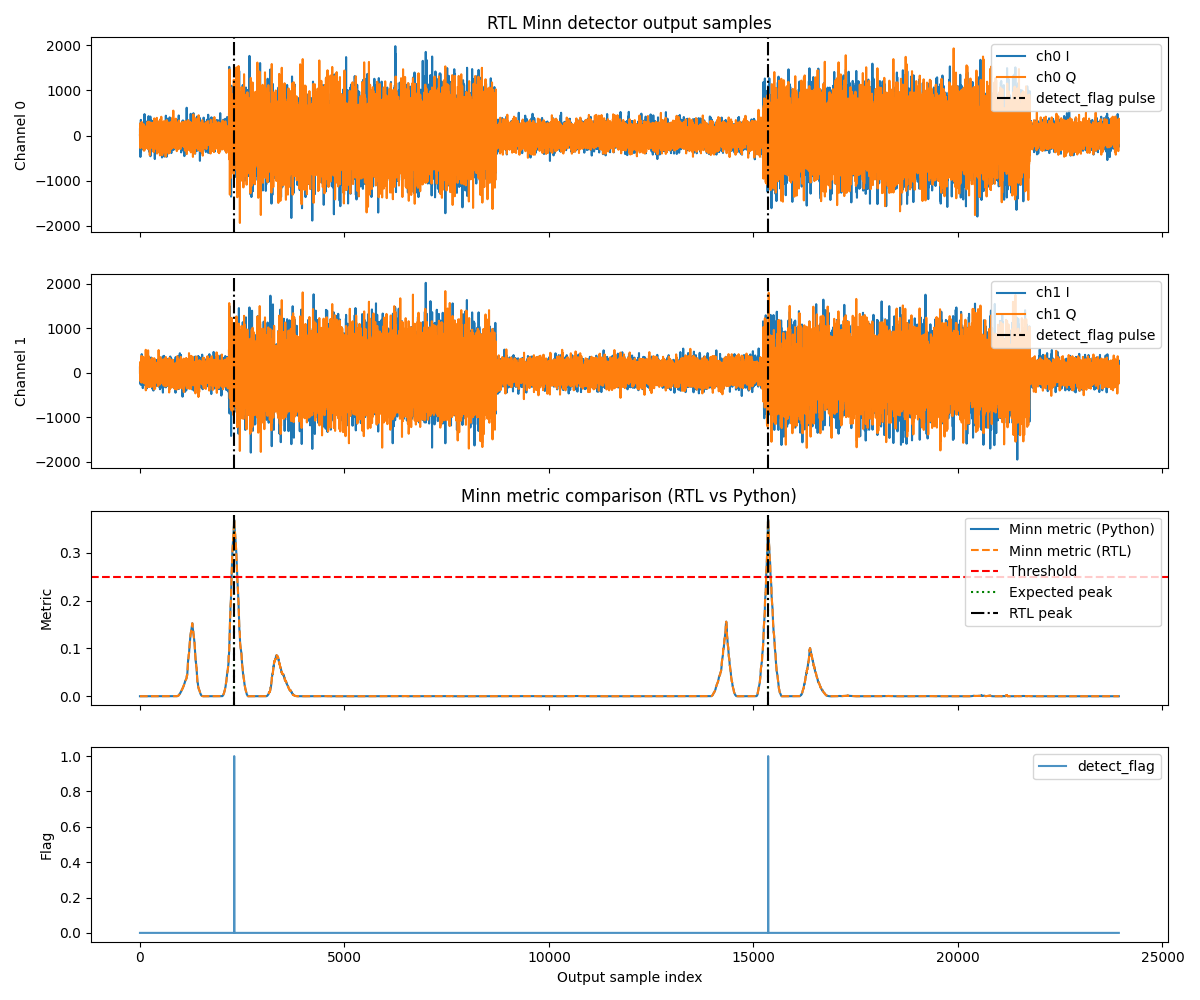 RTL Minn detector output samples
2000
1000
0
−1000
−2000
Channel 0
ch0 I
ch0 Q
detect_flag pulse
2000
1000
0
−1000
−2000
Channel 1
ch1 I
ch1 Q
detect_flag pulse
Minn metric comparison (RTL vs Python)
0.3
0.2
0.1
0.0
Metric
Minn metric (Python)
Minn metric (RTL)
Threshold
Expected peak
RTL peak
1.0
0.8
0.6
0.4
0.2
0.0
Flag
detect_flag
0 5000 10000 15000 20000 25000
Output sample index